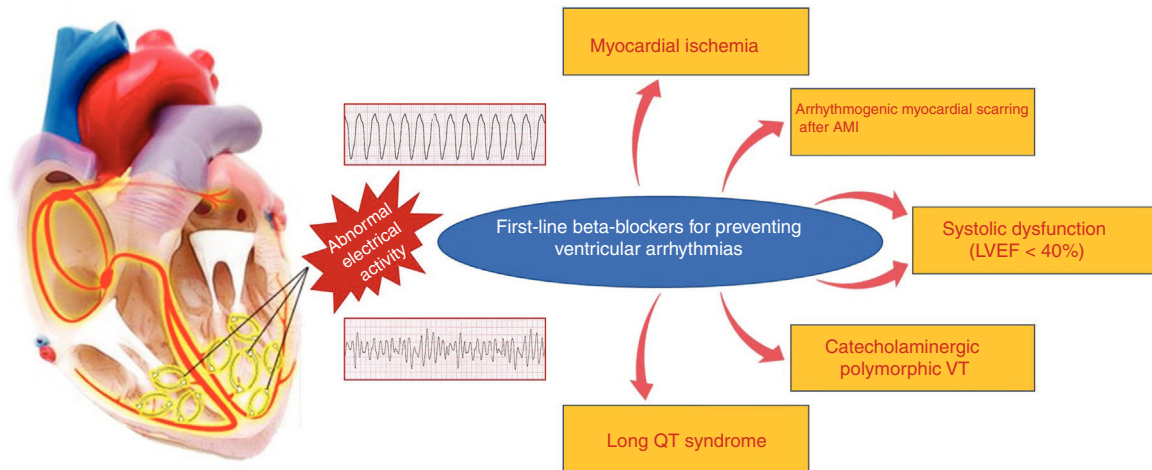 Myocardial ischemia
Arrhythmogenic myocardial scarring
after AMI
Abnormal
electrical
activity
First-line beta-blockers for preventing
ventricular arrhythmias
Systolic dysfunction
(LVEF < 40%)
Catecholaminergic
polymorphic VT
Long QT syndrome